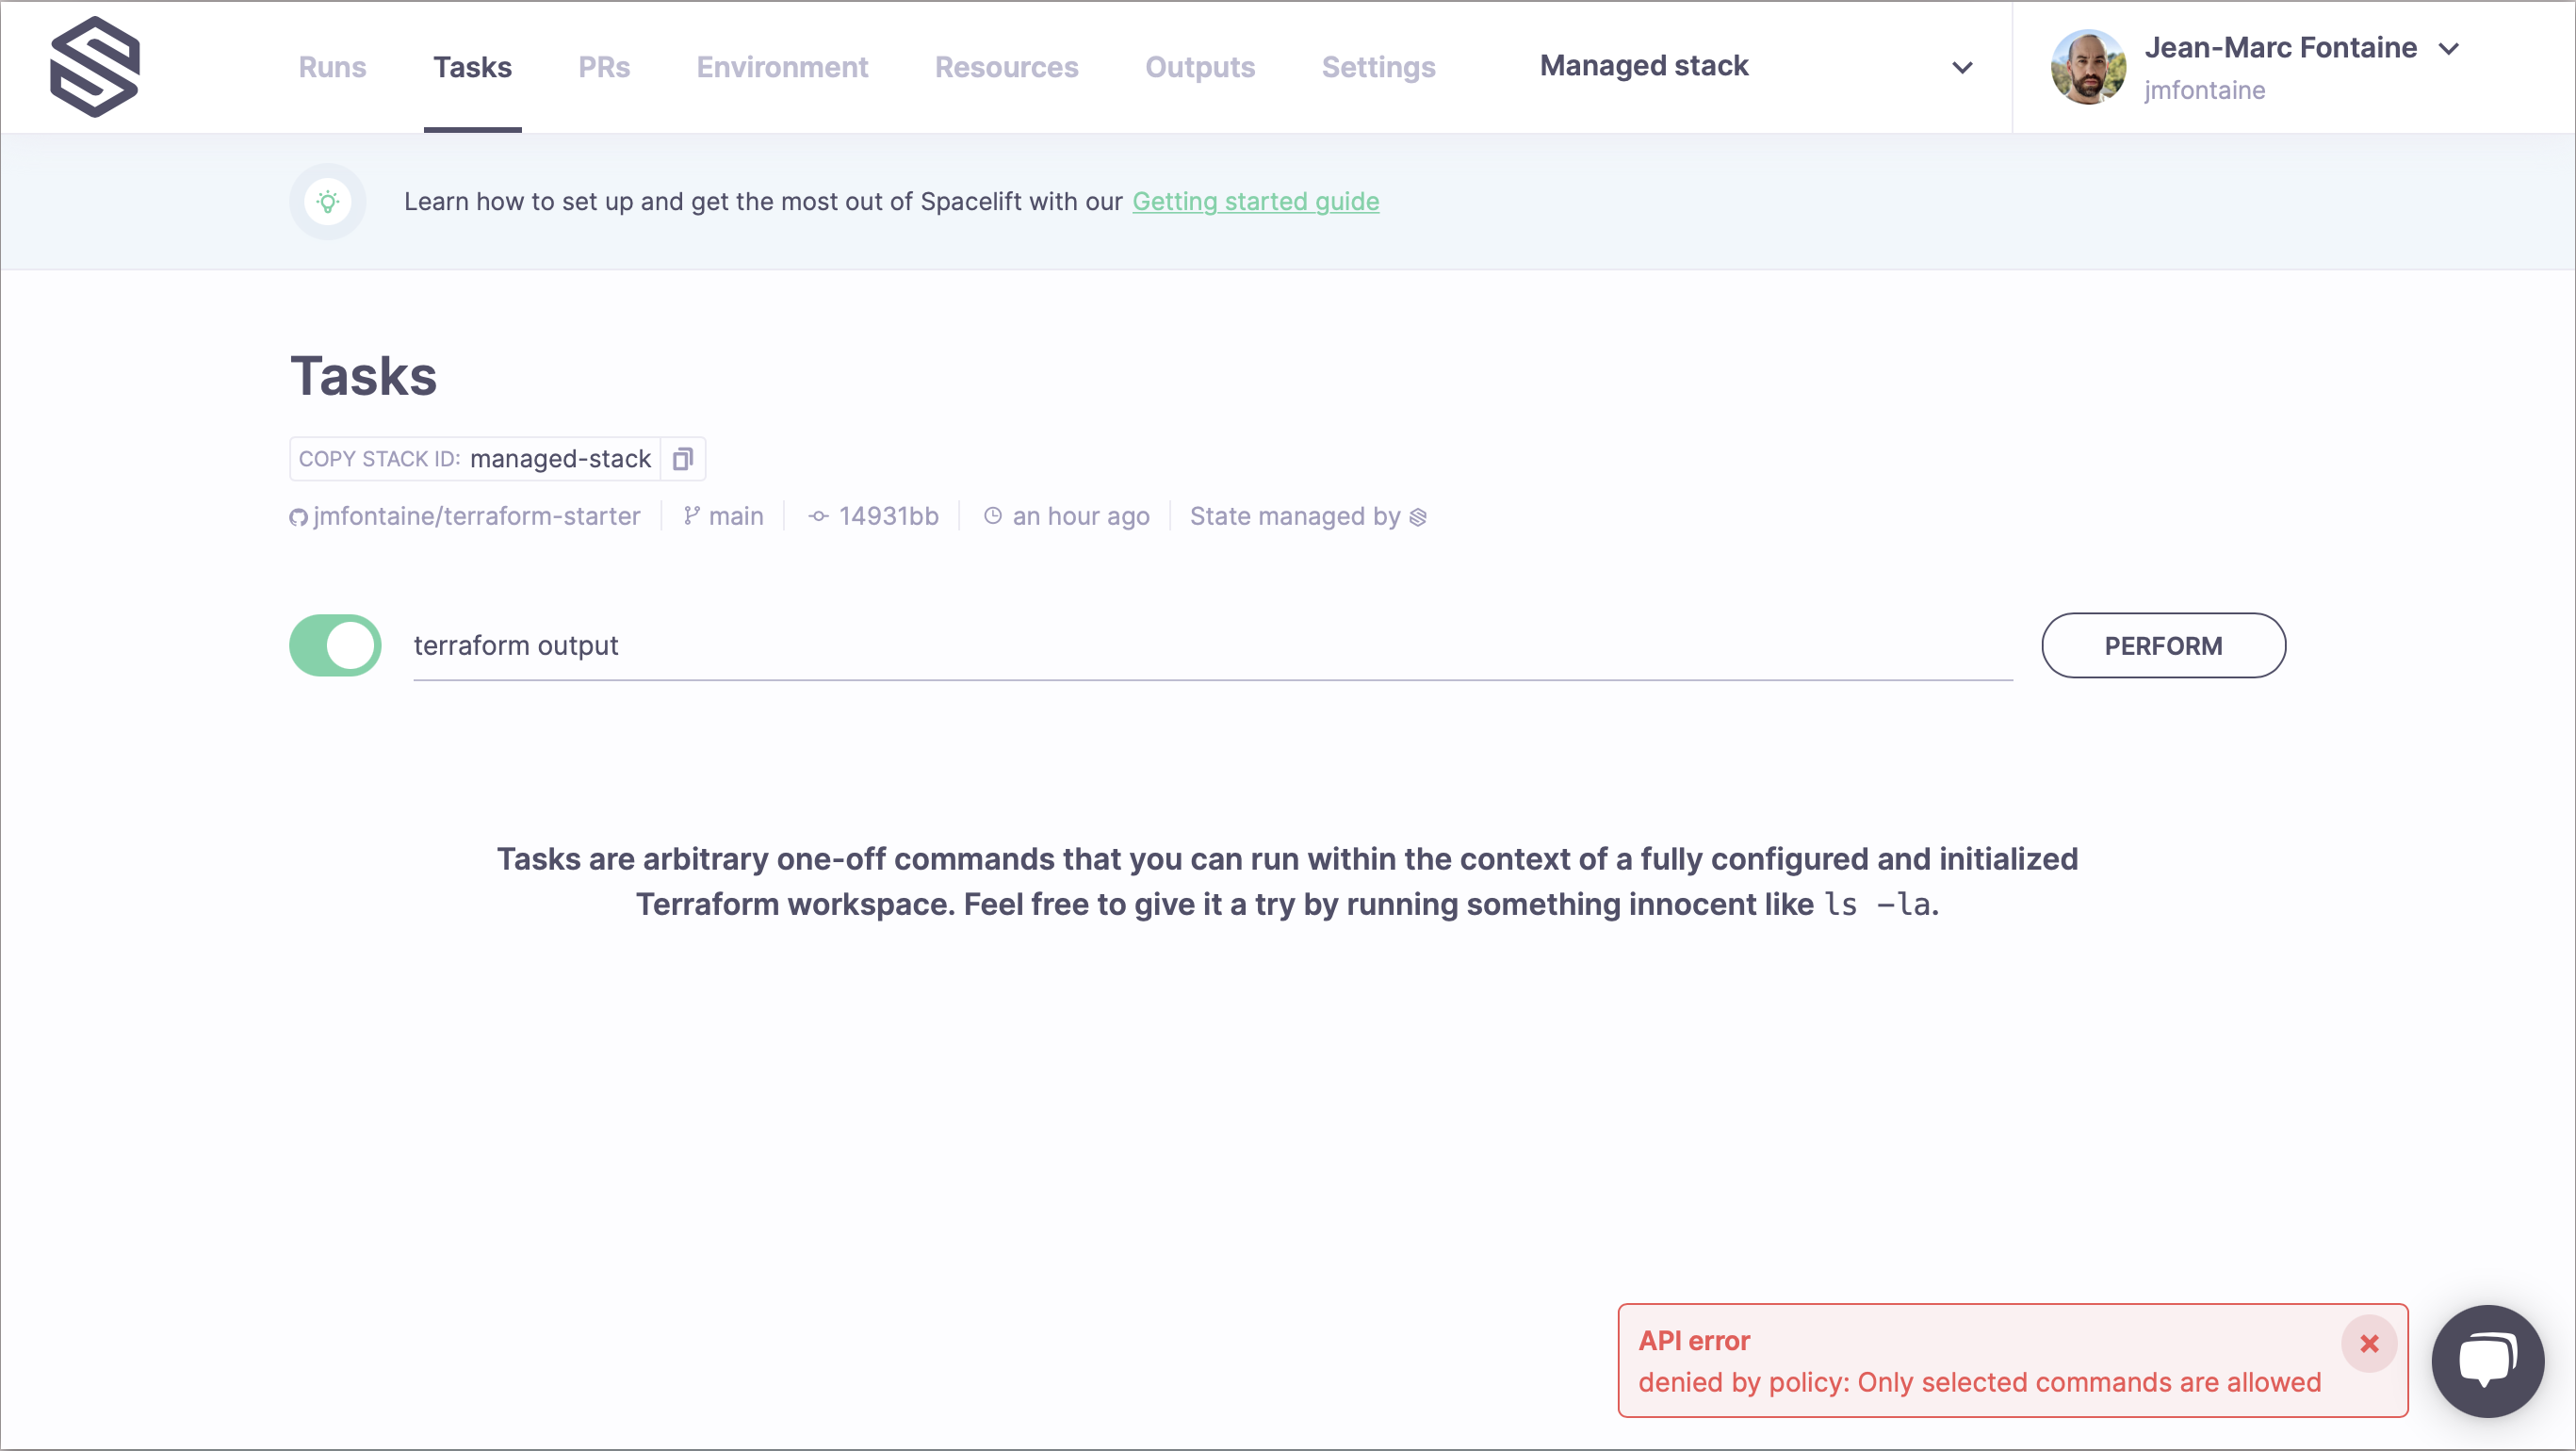 Runs Tasks PRs Environment Resources Outputs Settings Managed stack Jean-Marc Fontaine
jmfontaine
Learn how to set up and get the most out of Spacelift with our Getting started guide
Tasks
COPY STACK ID: managed-stack
jmfontaine/terraform-starter main 14931bb an hour ago State managed by
terraform output PERFORM
Tasks are arbitrary one-off commands that you can run within the context of a fully configured and initialized
Terraform workspace. Feel free to give it a try by running something innocent like ls -la.
API error
denied by policy: Only selected commands are allowed